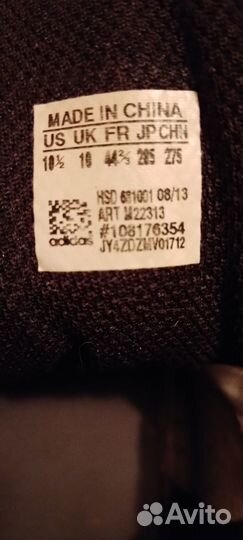 MADE IN CHINA
US UK FR JP CHN
10½ 10 44⅔ 285 275
HSD 681001 08/13
ART M22313
#108176354
adidas JY4ZDZMV01712
Avito